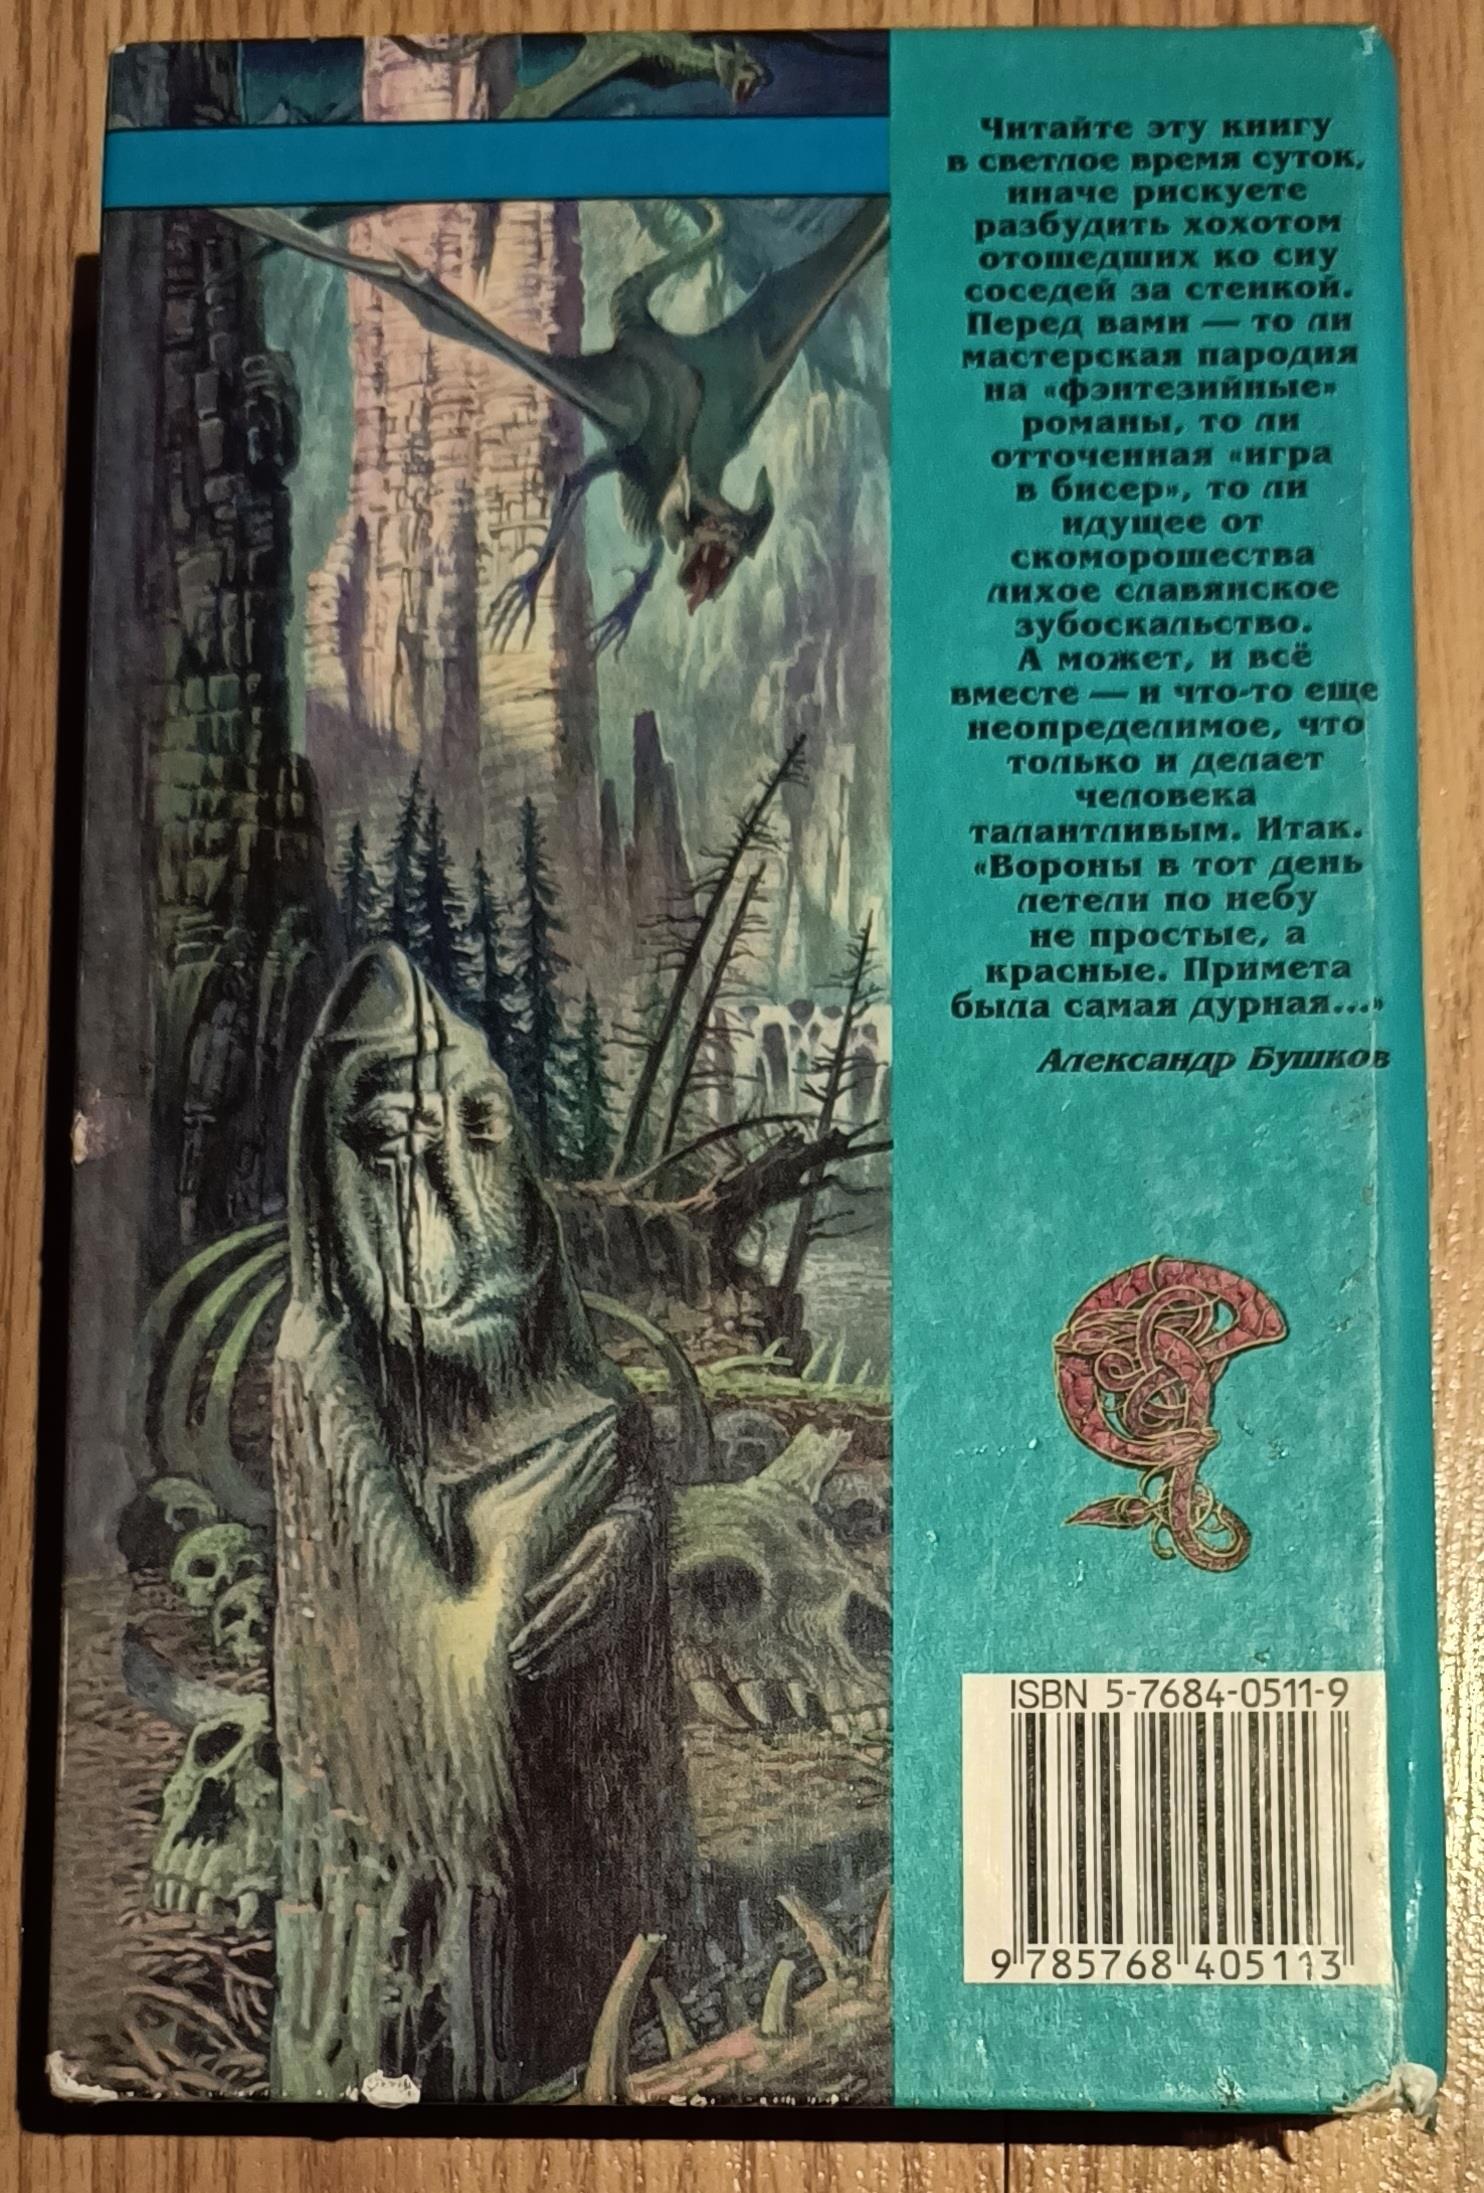 Читайте эту книгу
в светлое время суток,
иначе рискуете
разбудить хохотом
отошедших ко сну
соседей за стенкой.
Перед вами — то ли
мастерская пародия
на «фэнтезийные»
романы, то ли
отточенная «игра
в бисер», то ли
идущее от
скоморошества
лихое славянское
зубоскальство.
А может, и всё
вместе — и что-то еще
неопределимое, что
только и делает
человека
талантливым. Итак.
«Вороны в тот день
летели по небу
не простые, а
красные. Примета
была самая дурная...»
Александр Бушков
ISBN 5-7684-0511-9
9 785768 405113